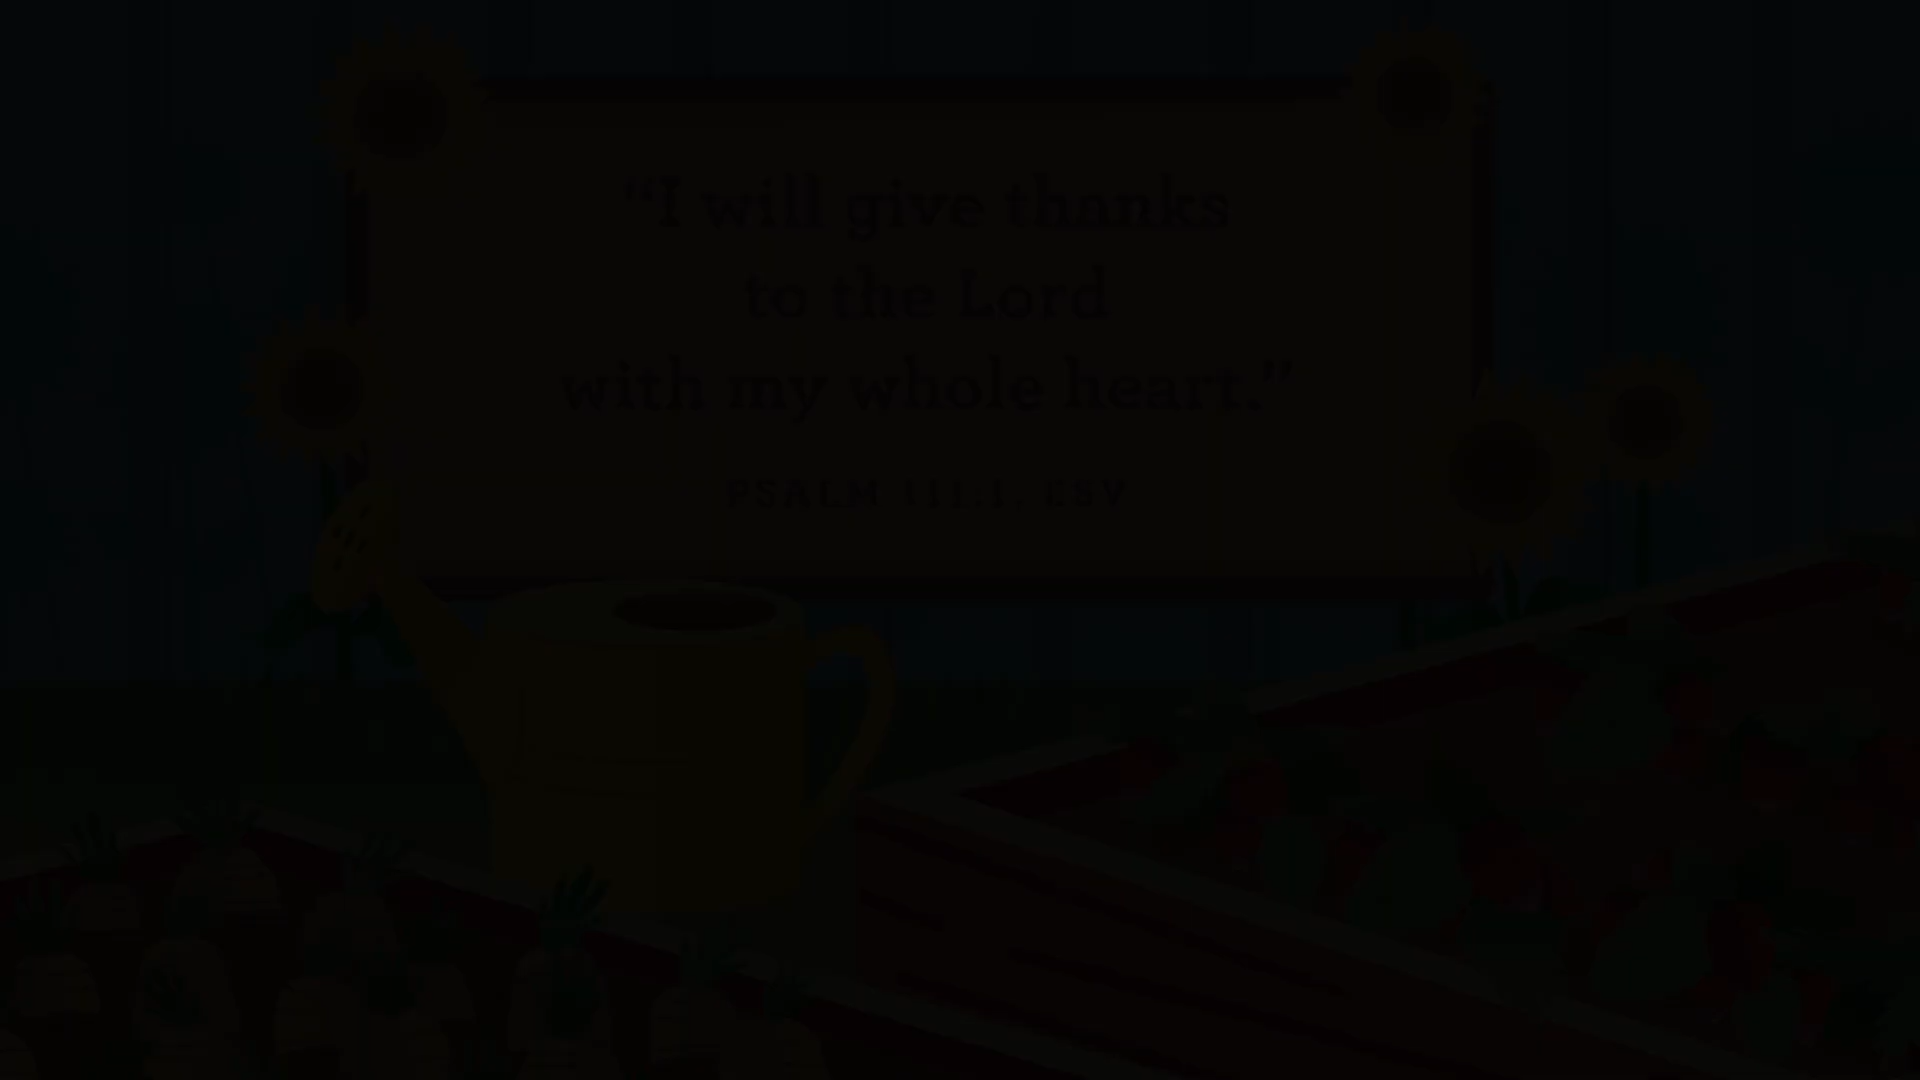 “I will give thanks
to the Lord
with my whole heart.”
PSALM 111:1, ESV